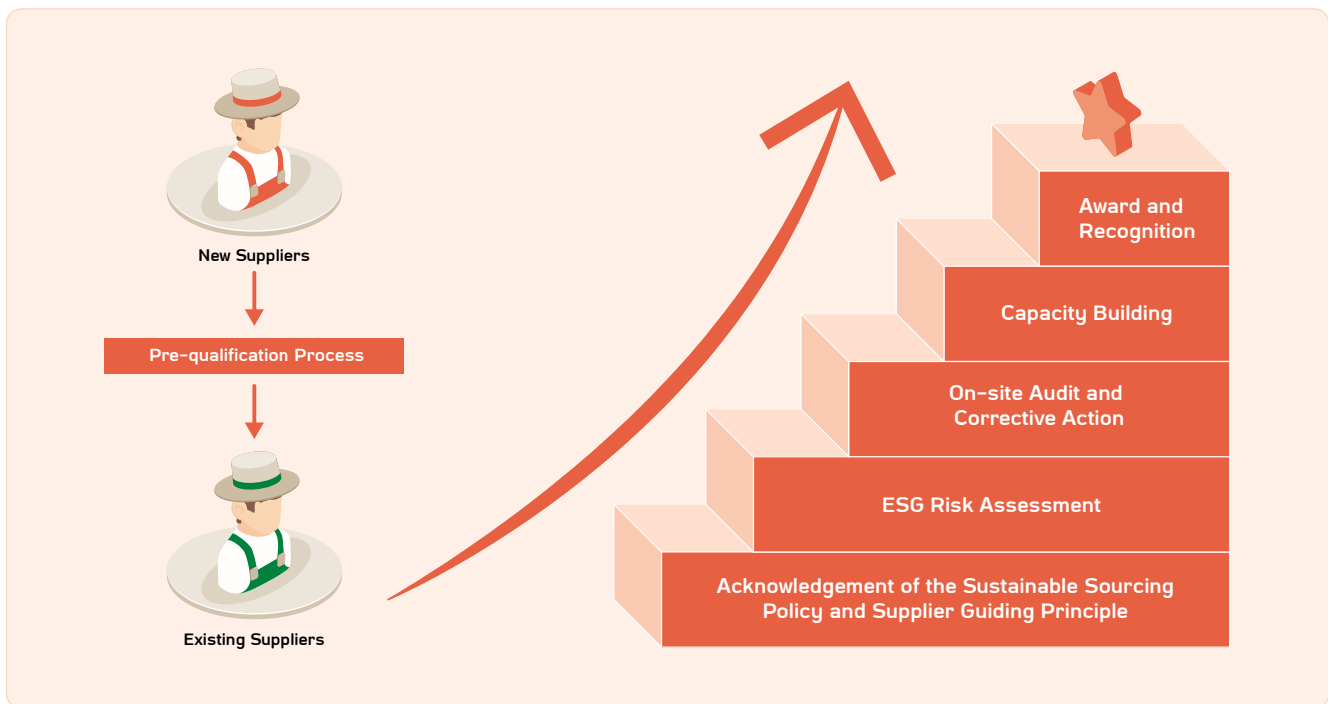 New Suppliers
Pre-qualification Process
Existing Suppliers
Award and
Recognition
Capacity Building
On-site Audit and
Corrective Action
ESG Risk Assessment
Acknowledgement of the Sustainable Sourcing
Policy and Supplier Guiding Principle